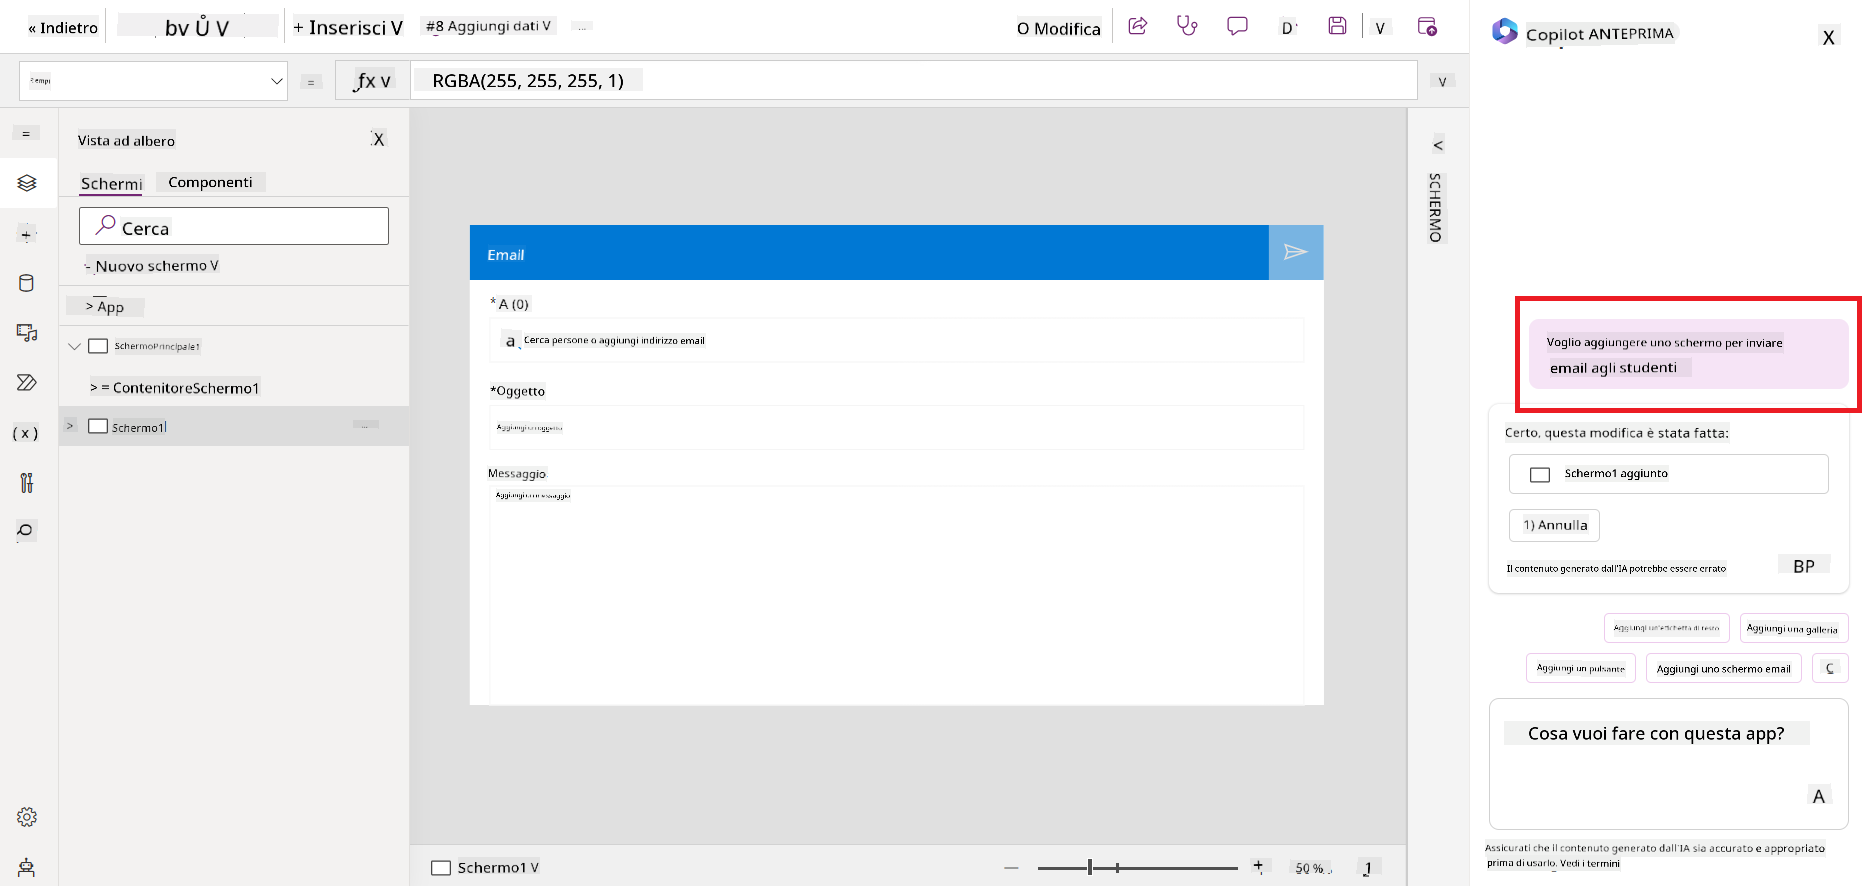 « Indietro
bv Ů V
+ Inserisci V
#8 Aggiungi dati V
...
O Modifica
D
V
Copilot ANTEPRIMA
X
=
fx v
RGBA(255, 255, 255, 1)
V
=
Vista ad albero
X
Schermi
Componenti
Cerca
- Nuovo schermo V
> App
SchermoPrincipale1
> = ContenitoreSchermo1
> Schermo1
...
+
(x)
Email
* A (0)
a Cerca persone o aggiungi indirizzo email
*Oggetto
Aggiungi un oggetto
Messaggio
Aggiungi un messaggio
<
SCHERMO
Voglio aggiungere uno schermo per inviare
email agli studenti
Certo, questa modifica è stata fatta:
Schermo1 aggiunto
1) Annulla
Il contenuto generato dall'IA potrebbe essere errato
BP
Aggiungi un'etichetta di testo
Aggiungi una galleria
Aggiungi un pulsante
Aggiungi uno schermo email
Cosa vuoi fare con questa app?
A
Assicurati che il contenuto generato dall'IA sia accurato e appropriato
prima di usarlo. Vedi i termini
Schermo1 V
+
50 %
1